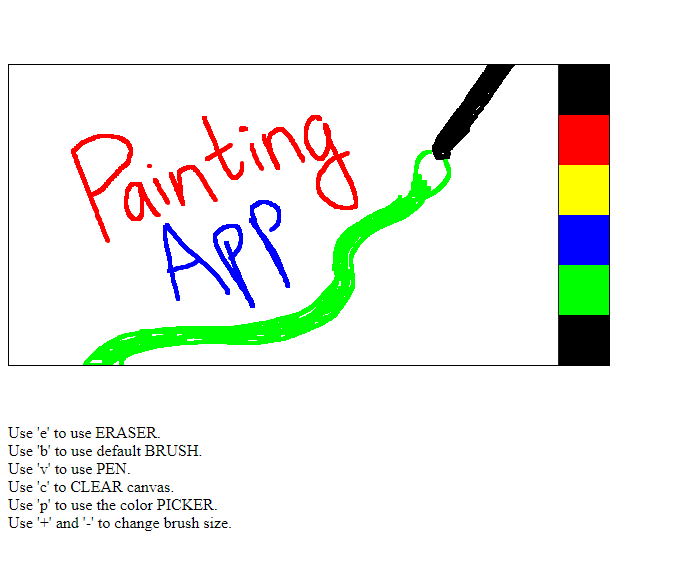 Painting
APP
Use 'e' to use ERASER.
Use 'b' to use default BRUSH.
Use 'v' to use PEN.
Use 'c' to CLEAR canvas.
Use 'p' to use the color PICKER.
Use '+' and '-' to change brush size.